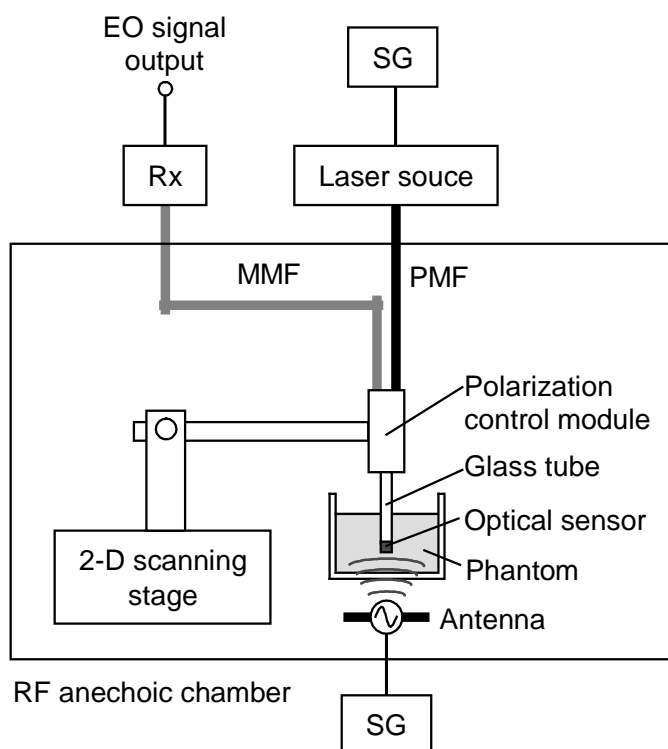 EO signal
output
SG
Rx
Laser souce
MMF
PMF
Polarization
control module
Glass tube
Optical sensor
2-D scanning
stage
Phantom
Antenna
RF anechoic chamber
SG